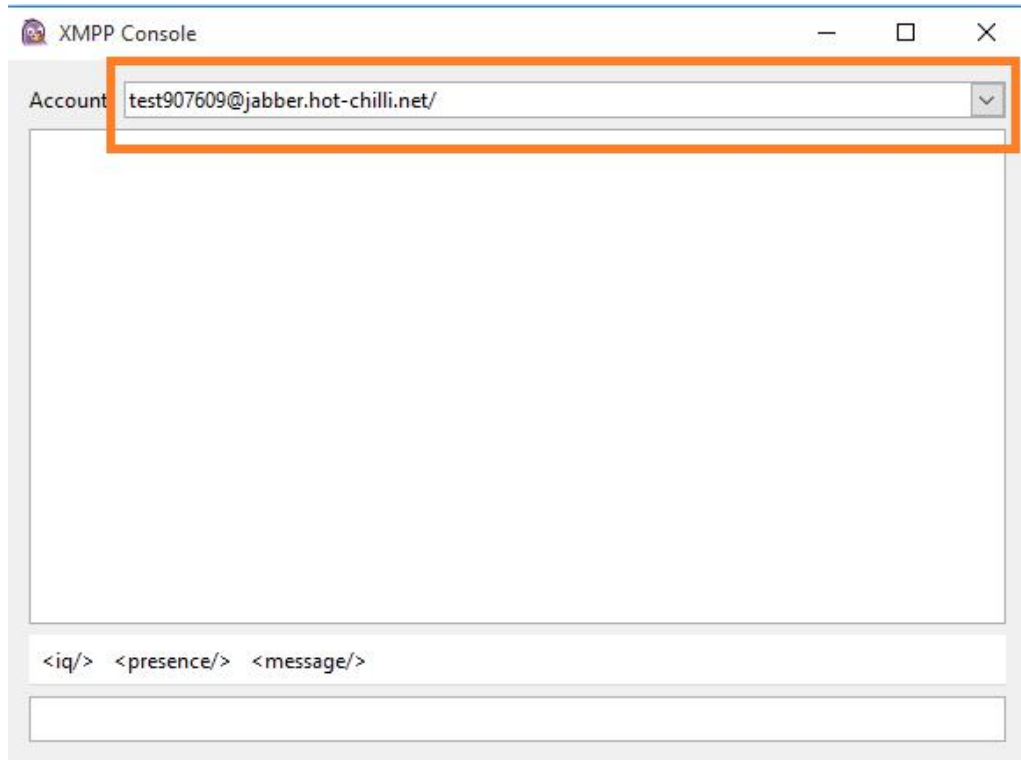 XMPP Console
Account test907609@jabber.hot-chilli.net/
<iq/> <presence/> <message/>